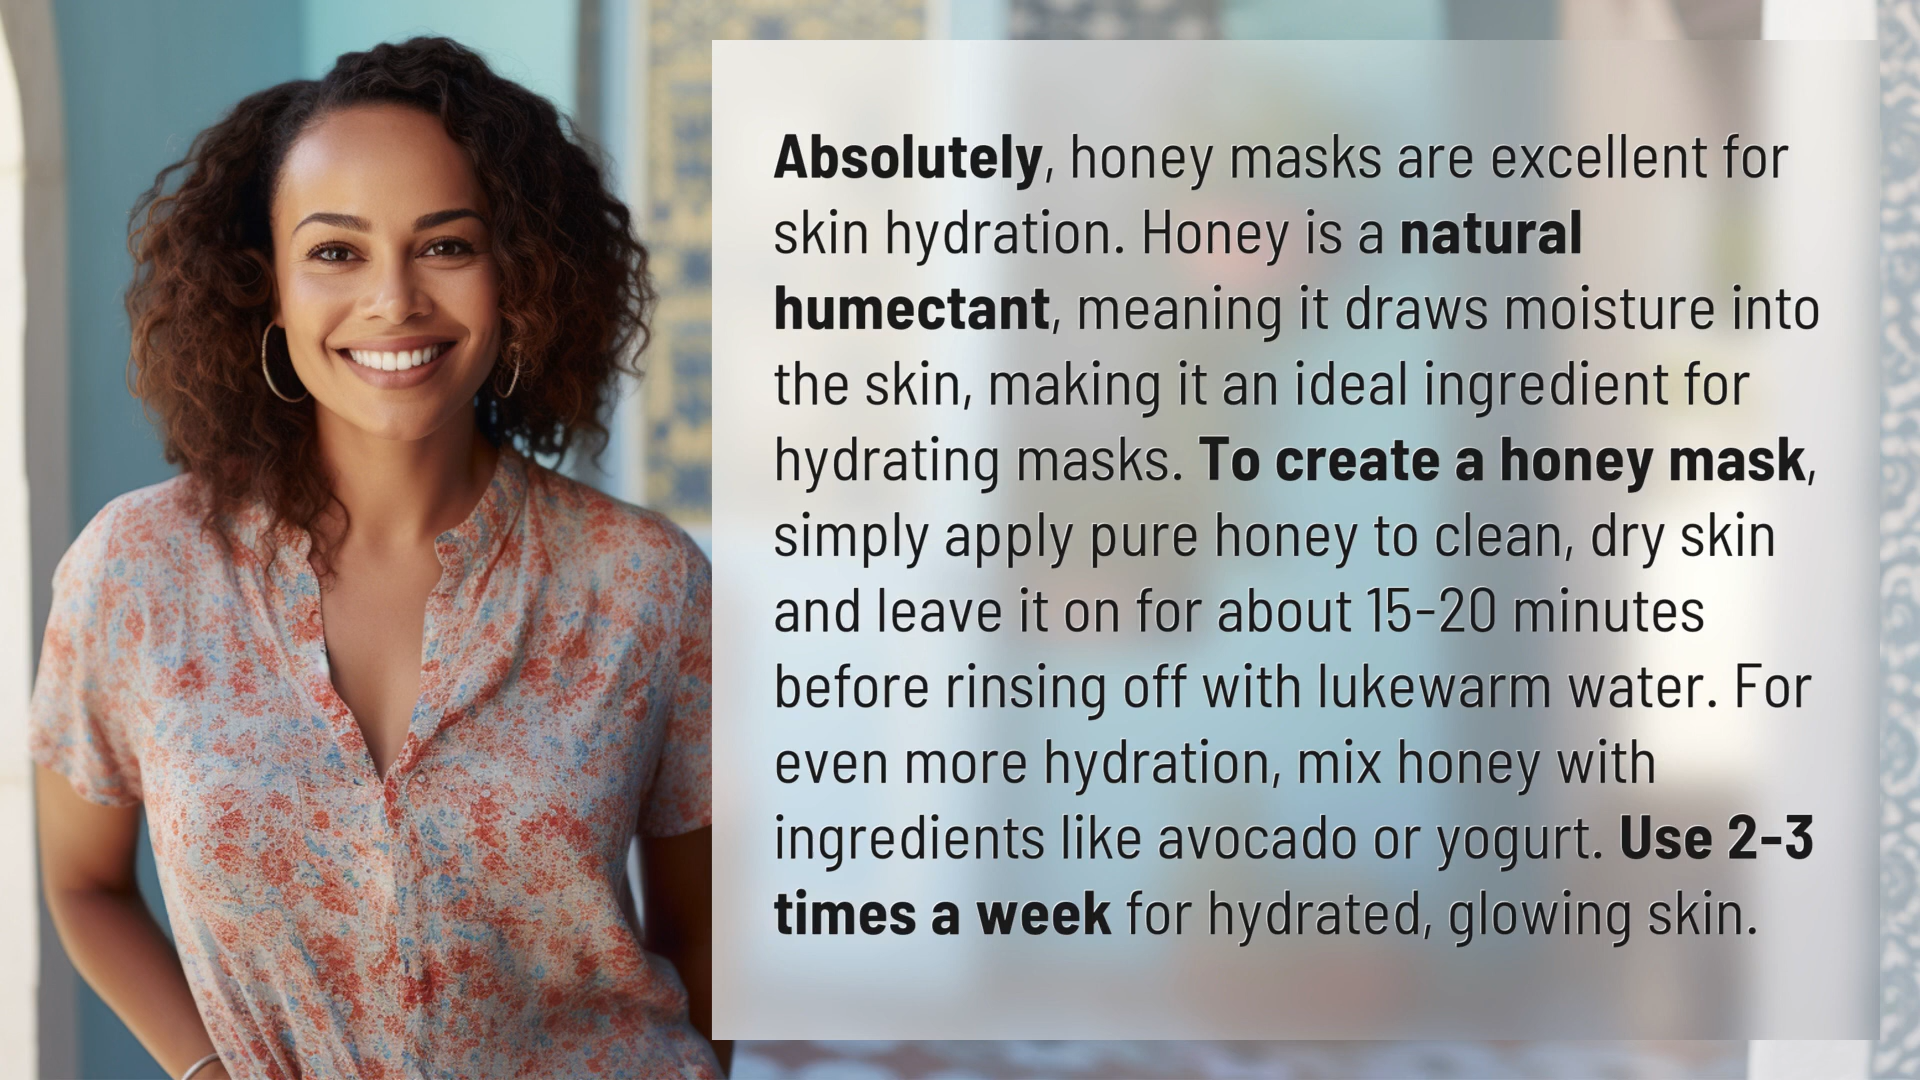 Absolutely, honey masks are excellent for
skin hydration. Honey is a natural
humectant, meaning it draws moisture into
the skin, making it an ideal ingredient for
hydrating masks. To create a honey mask,
simply apply pure honey to clean, dry skin
and leave it on for about 15-20 minutes
before rinsing off with lukewarm water. For
even more hydration, mix honey with
ingredients like avocado or yogurt. Use 2-3
times a week for hydrated, glowing skin.